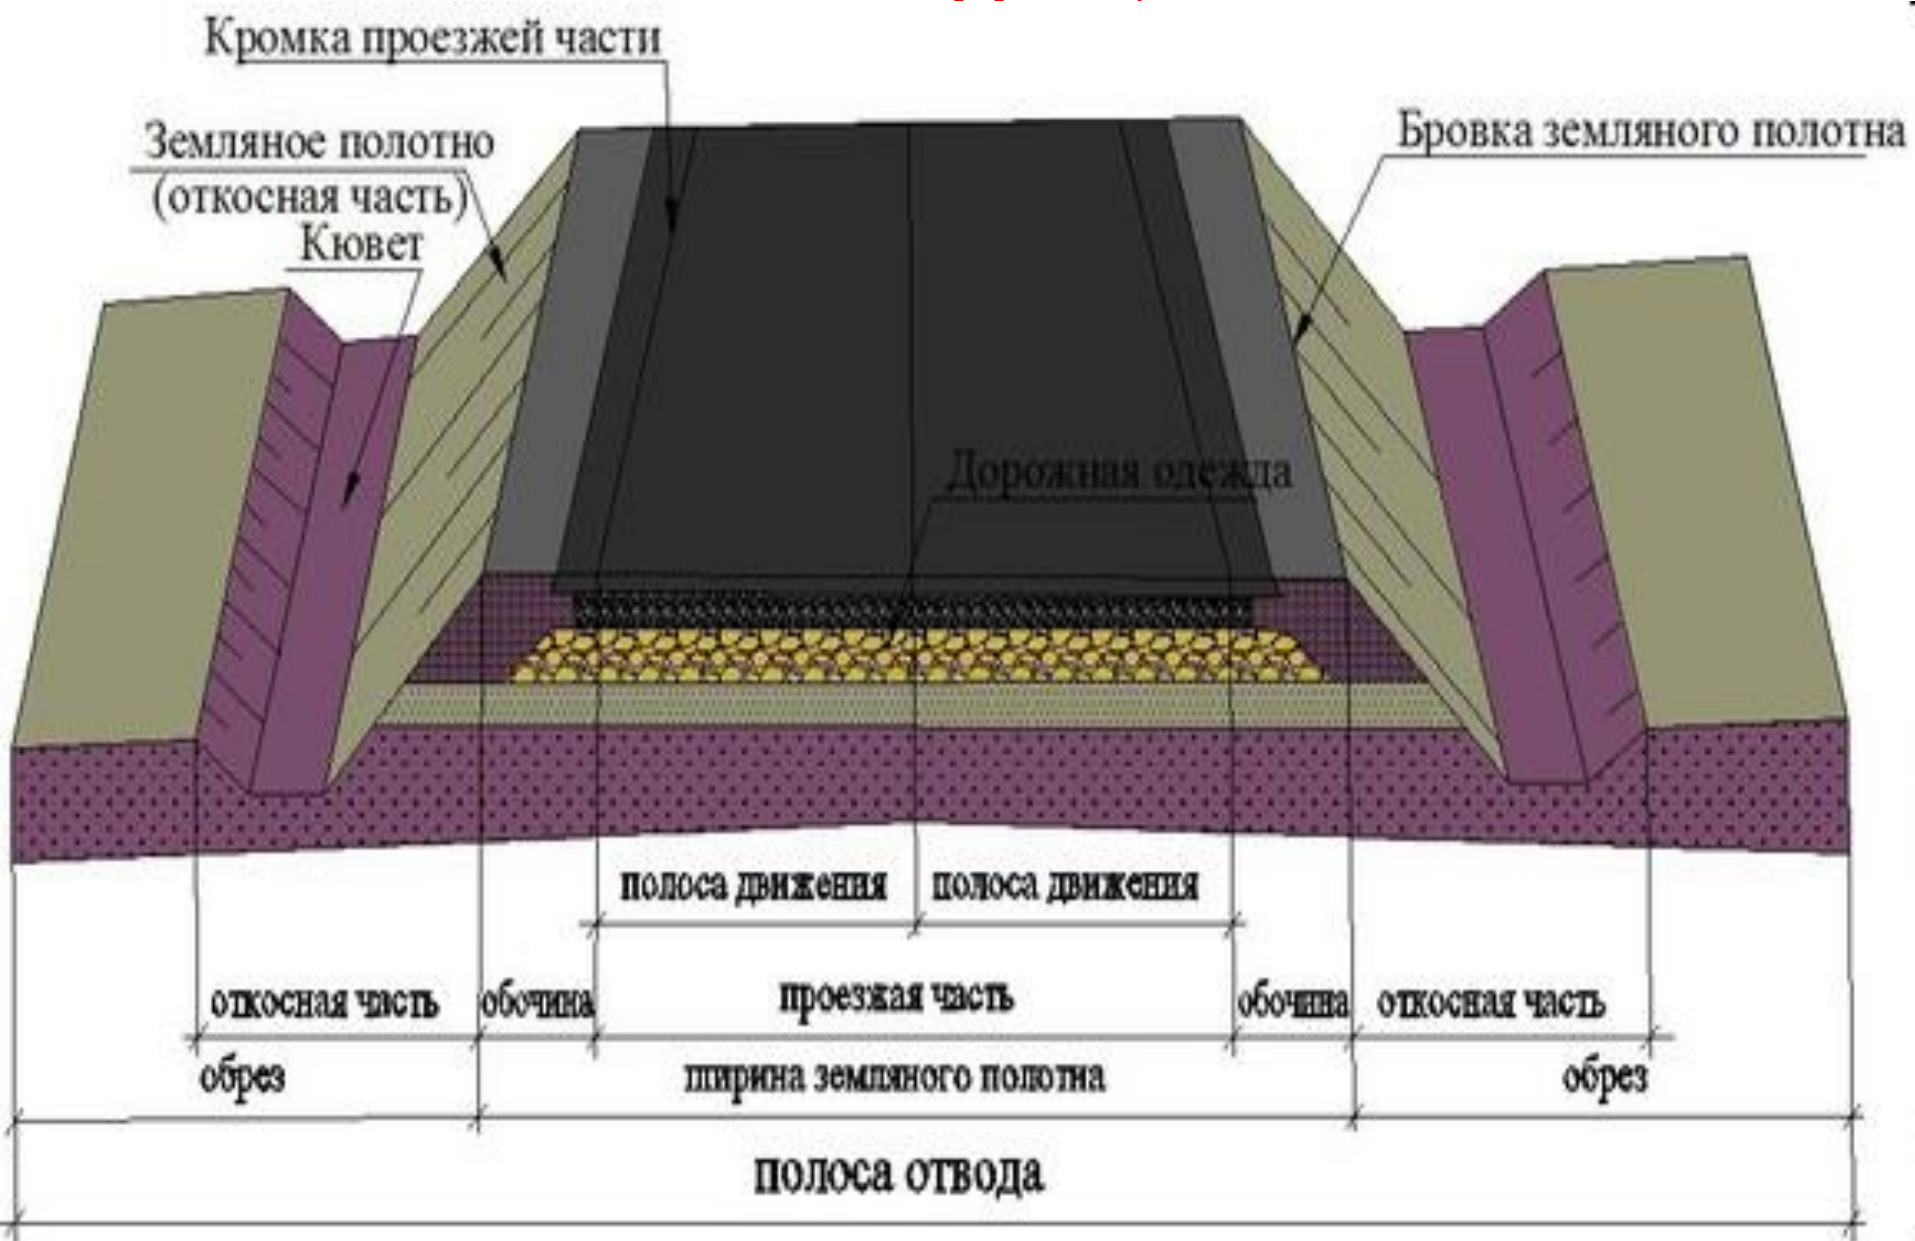 Кромка проезжей части
Земляное полотно
(откосная часть)
Кювет
Бровка земляного полотна
Дорожная одежда
полоса движения полоса движения
откосная часть обочина проезжая часть обочина откосная часть
обрез ширина земляного полотна обрез
полоса отвода